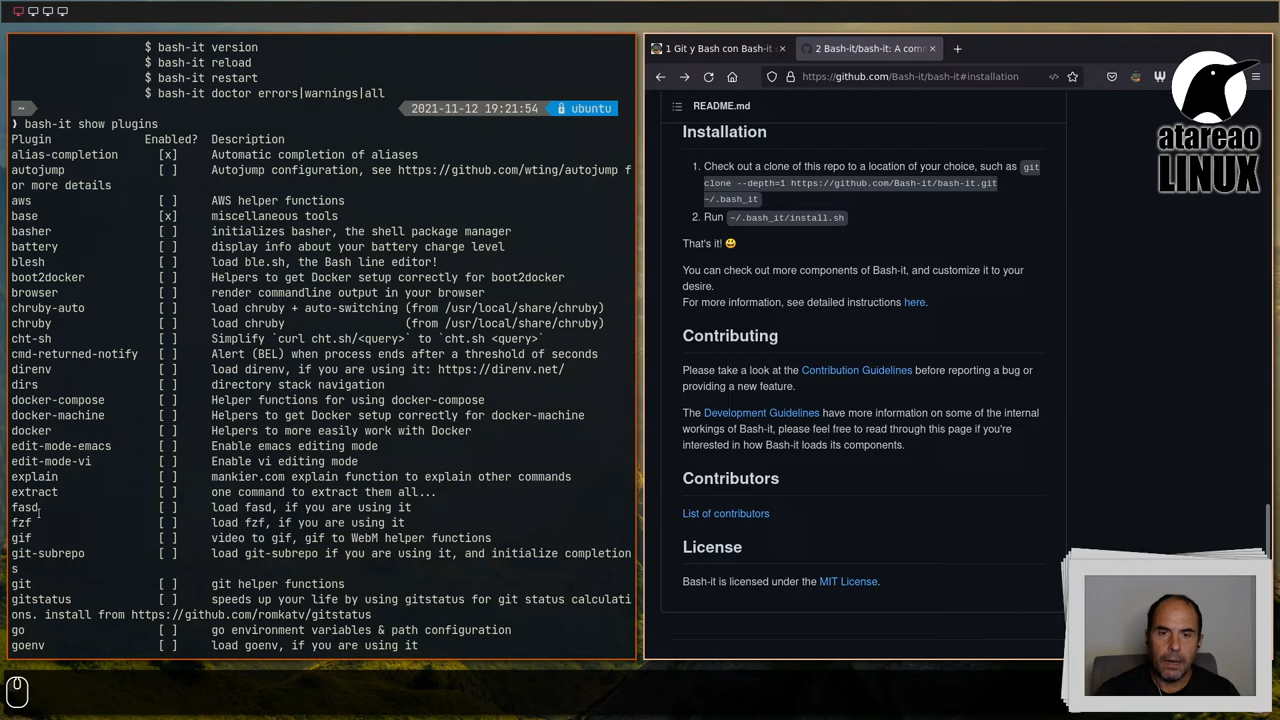 $ bash-it version
$ bash-it reload
$ bash-it restart
$ bash-it doctor errors|warnings|all
~ 2021-11-12 19:21:54 ubuntu
❯ bash-it show plugins
Plugin Enabled? Description
alias-completion [x] Automatic completion of aliases
autojump [ ] Autojump configuration, see https://github.com/wting/autojump f
or more details
aws [ ] AWS helper functions
base [x] miscellaneous tools
basher [ ] initializes basher, the shell package manager
battery [ ] display info about your battery charge level
blesh [ ] load ble.sh, the Bash line editor!
boot2docker [ ] Helpers to get Docker setup correctly for boot2docker
browser [ ] render commandline output in your browser
chruby-auto [ ] load chruby + auto-switching (from /usr/local/share/chruby)
chruby [ ] load chruby (from /usr/local/share/chruby)
cht-sh [ ] Simplify `curl cht.sh/<query>` to `cht.sh <query>`
cmd-returned-notify [ ] Alert (BEL) when process ends after a threshold of seconds
direnv [ ] load direnv, if you are using it: https://direnv.net/
dirs [ ] directory stack navigation
docker-compose [ ] Helper functions for using docker-compose
docker-machine [ ] Helpers to get Docker setup correctly for docker-machine
docker [ ] Helpers to more easily work with Docker
edit-mode-emacs [ ] Enable emacs editing mode
edit-mode-vi [ ] Enable vi editing mode
explain [ ] mankier.com explain function to explain other commands
extract [ ] one command to extract them all...
fasd [ ] load fasd, if you are using it
fzf [ ] load fzf, if you are using it
gif [ ] video to gif, gif to WebM helper functions
git-subrepo [ ] load git-subrepo if you are using it, and initialize completion
s
git [ ] git helper functions
gitstatus [ ] speeds up your life by using gitstatus for git status calculati
ons. install from https://github.com/romkatv/gitstatus
go [ ] go environment variables & path configuration
goenv [ ] load goenv, if you are using it
1 Git y Bash con Bash-it
2 Bash-it/bash-it: A com
https://github.com/Bash-it/bash-it#installation
README.md
Installation
1. Check out a clone of this repo to a location of your choice, such as git
clone --depth=1 https://github.com/Bash-it/bash-it.git
~/.bash_it
2. Run ~/.bash_it/install.sh
That's it! 😃
You can check out more components of Bash-it, and customize it to your
desire.
For more information, see detailed instructions here.
Contributing
Please take a look at the Contribution Guidelines before reporting a bug or
providing a new feature.
The Development Guidelines have more information on some of the internal
workings of Bash-it, please feel free to read through this page if you're
interested in how Bash-it loads its components.
Contributors
List of contributors
License
Bash-it is licensed under the MIT License.
atareao
LINUX